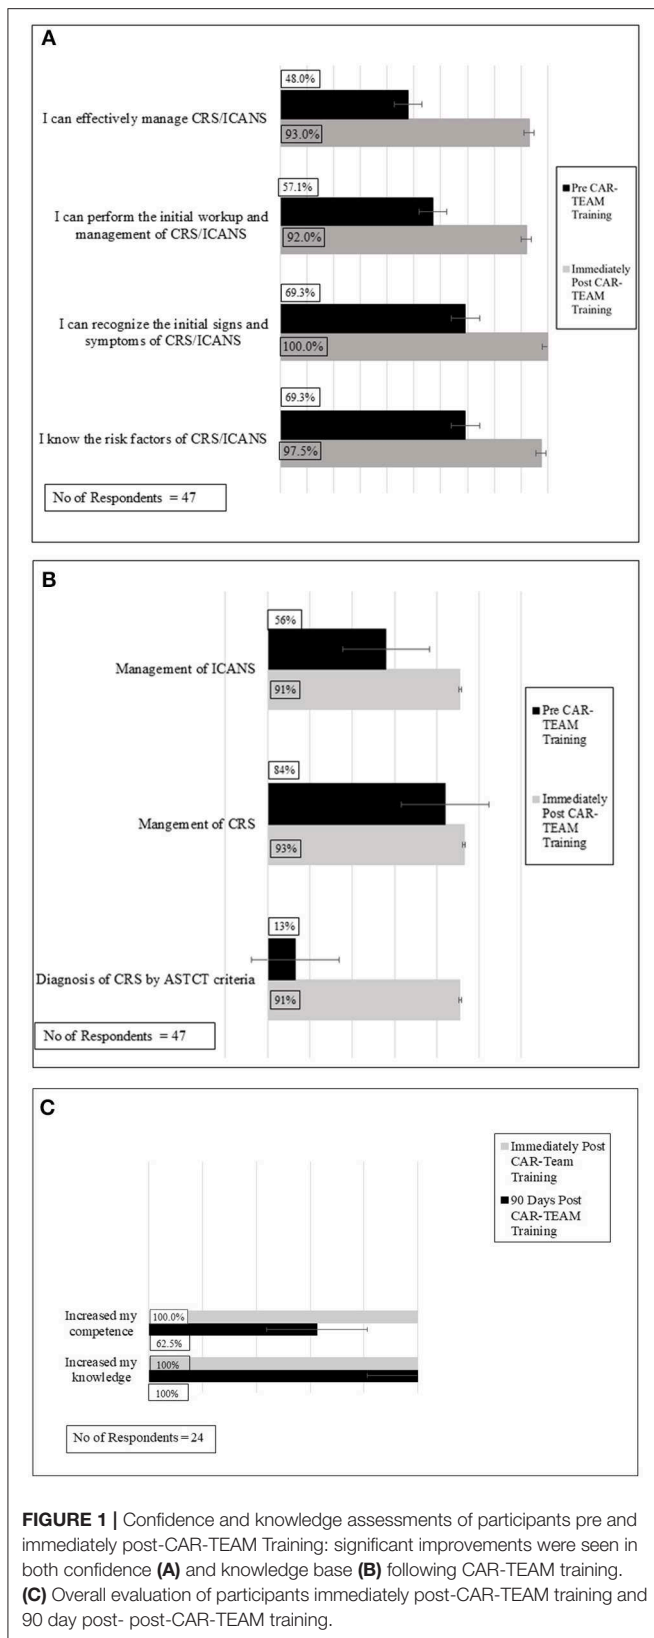 A
48.0%
I can effectively manage CRS/ICANS
93.0%
57.1%
I can perform the initial workup and
management of CRS/ICANS
92.0%
69.3%
I can recognize the initial signs and
symptoms of CRS/ICANS
100.0%
69.3%
I know the risk factors of CRS/ICANS
97.5%
No of Respondents = 47
Pre CAR-
TEAM
Training
Immediately
Post CAR-
TEAM
Training
B
56%
Management of ICANS
91%
84%
Mangement of CRS
93%
13%
Diagnosis of CRS by ASTCT criteria
91%
No of Respondents = 47
Pre CAR-
TEAM
Training
Immediately
Post CAR-
TEAM
Training
C
Immediately Post
CAR-Team
Training
90 Days Post
CAR-TEAM
Training
Increased my
competence
100.0%
62.5%
Increased my
knowledge
100%
100%
No of Respondents = 24
FIGURE 1 | Confidence and knowledge assessments of participants pre and
immediately post-CAR-TEAM Training: significant improvements were seen in
both confidence (A) and knowledge base (B) following CAR-TEAM training.
(C) Overall evaluation of participants immediately post-CAR-TEAM training and
90 day post- post-CAR-TEAM training.